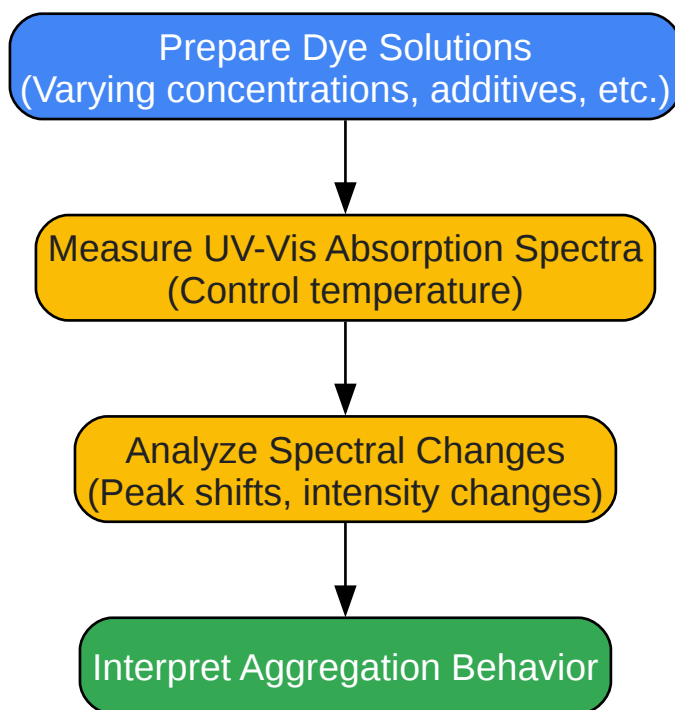 Prepare Dye Solutions
(Varying concentrations, additives, etc.)
Measure UV-Vis Absorption Spectra
(Control temperature)
Analyze Spectral Changes
(Peak shifts, intensity changes)
Interpret Aggregation Behavior